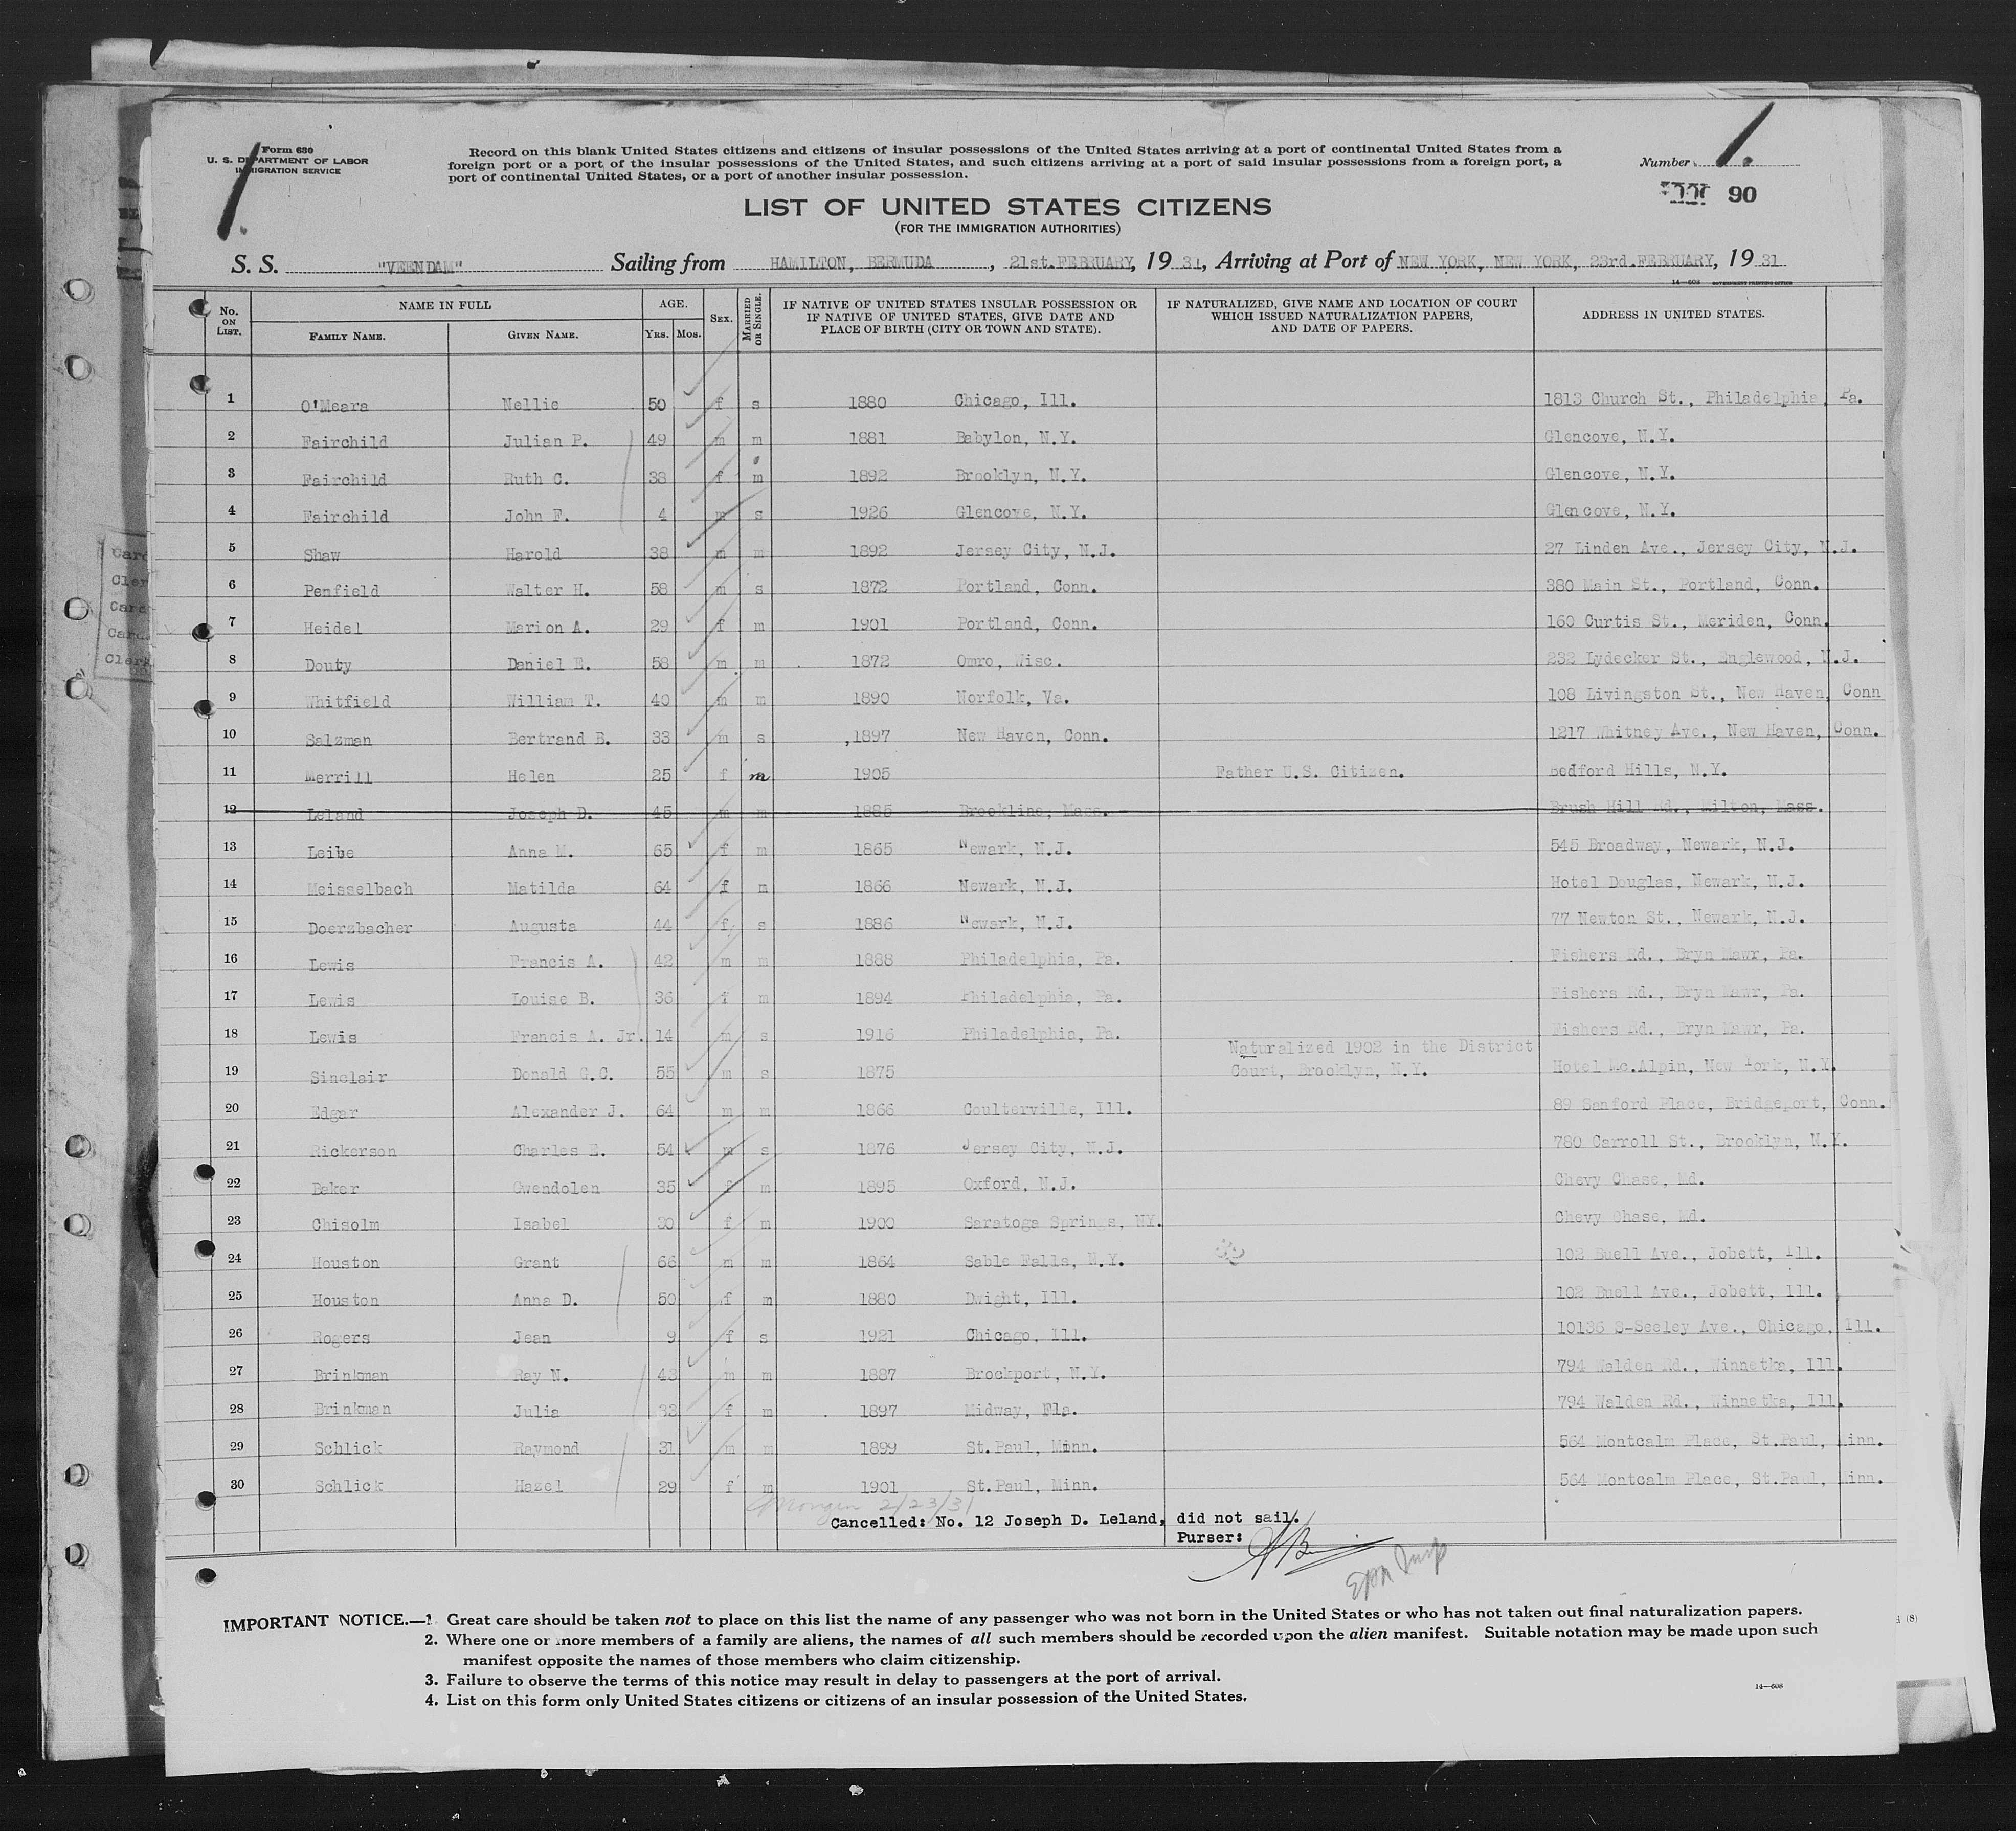 Form 630
U. S. DEPARTMENT OF LABOR
IMMIGRATION SERVICE
Record on this blank United States citizens and citizens of insular possessions of the United States arriving at a port of continental United States from a
foreign port or a port of the insular possessions of the United States, and such citizens arriving at a port of said insular possessions from a foreign port, a
port of continental United States, or a port of another insular possession.
Number 1.
90
LIST OF UNITED STATES CITIZENS
(FOR THE IMMIGRATION AUTHORITIES)
S. S. "VEENDAM" Sailing from HAMILTON, BERMUDA, 21st. FEBRUARY, 1931, Arriving at Port of NEW YORK, NEW YORK, 23rd. FEBRUARY, 1931
14—608 GOVERNMENT PRINTING OFFICE
No. ON LIST. NAME IN FULL FAMILY NAME. GIVEN NAME. AGE. YRS. MOS. SEX. MARRIED OR SINGLE. IF NATIVE OF UNITED STATES INSULAR POSSESSION OR IF NATIVE OF UNITED STATES, GIVE DATE AND PLACE OF BIRTH (CITY OR TOWN AND STATE). IF NATURALIZED, GIVE NAME AND LOCATION OF COURT WHICH ISSUED NATURALIZATION PAPERS, AND DATE OF PAPERS. ADDRESS IN UNITED STATES.
1 O'Meara Nellie 50 f s 1880 Chicago, Ill. 1813 Church St., Philadelphia, Pa.
2 Fairchild Julian P. 49 m m 1881 Babylon, N.Y. Glencove, N.Y.
3 Fairchild Ruth C. 38 f m 1892 Brooklyn, N.Y. Glencove, N.Y.
4 Fairchild John F. 4 m s 1926 Glencove, N.Y. Glencove, N.Y.
5 Shaw Harold 38 m m 1892 Jersey City, N.J. 27 Linden Ave., Jersey City, N.J.
6 Penfield Walter H. 58 m s 1872 Portland, Conn. 380 Main St., Portland, Conn.
7 Heidel Marion A. 29 f m 1901 Portland, Conn. 160 Curtis St., Meriden, Conn.
8 Douty Daniel E. 58 m m 1872 Omro, Wisc. 232 Lydecker St., Englewood, N.J.
9 Whitfield William T. 40 m m 1890 Norfolk, Va. 108 Livingston St., New Haven, Conn
10 Salzman Bertrand B. 33 m s 1897 New Haven, Conn. 1217 Whitney Ave., New Haven, Conn.
11 Merrill Helen 25 f m 1905 Father U.S. Citizen. Bedford Hills, N.Y.
12 Leland Joseph D. 45 m m 1885 Brookline, Mass. Brush Hill Rd., Milton, Mass.
13 Leibe Anna M. 65 f m 1865 Newark, N.J. 545 Broadway, Newark, N.J.
14 Meisselbach Matilda 64 f m 1866 Newark, N.J. Hotel Douglas, Newark, N.J.
15 Doerzbacher Augusta 44 f s 1886 Newark, N.J. 77 Newton St., Newark, N.J.
16 Lewis Francis A. 42 m m 1888 Philadelphia, Pa. Fishers Rd., Bryn Mawr, Pa.
17 Lewis Louise B. 36 f m 1894 Philadelphia, Pa. Fishers Rd., Bryn Mawr, Pa.
18 Lewis Francis A. Jr. 14 m s 1916 Philadelphia, Pa. Fishers Rd., Bryn Mawr, Pa.
19 Sinclair Donald G.C. 55 m s 1875 Naturalized 1902 in the District Court, Brooklyn, N.Y. Hotel Mc.Alpin, New York, N.Y.
20 Edgar Alexander J. 64 m m 1866 Coulterville, Ill. 89 Sanford Place, Bridgeport, Conn.
21 Rickerson Charles E. 54 m s 1876 Jersey City, N.J. 780 Carroll St., Brooklyn, N.Y.
22 Baker Gwendolen 35 f m 1895 Oxford, N.J. Chevy Chase, Md.
23 Chisolm Isabel 30 f m 1900 Saratoga Springs, NY. Chevy Chase, Md.
24 Houston Grant 66 m m 1864 Sable Falls, N.Y. 102 Buell Ave., Jobett, Ill.
25 Houston Anna D. 50 f m 1880 Dwight, Ill. 102 Buell Ave., Jobett, Ill.
26 Rogers Jean 9 f s 1921 Chicago, Ill. 10136 S-Seeley Ave., Chicago, Ill.
27 Brinkman Ray N. 43 m m 1887 Brockport, N.Y. 794 Walden Rd., Winnetka, Ill.
28 Brinkman Julia 33 f m 1897 Midway, Fla. 794 Walden Rd., Winnetka, Ill.
29 Schlick Raymond 31 m m 1899 St.Paul, Minn. 564 Montcalm Place, St.Paul, Minn.
30 Schlick Hazel 29 f m 1901 St.Paul, Minn. 564 Montcalm Place, St.Paul, Minn.
2/23/31
Cancelled: No. 12 Joseph D. Leland, did not sail.
Purser:
IMPORTANT NOTICE.—1. Great care should be taken not to place on this list the name of any passenger who was not born in the United States or who has not taken out final naturalization papers.
2. Where one or more members of a family are aliens, the names of all such members should be recorded upon the alien manifest. Suitable notation may be made upon such
manifest opposite the names of those members who claim citizenship.
3. Failure to observe the terms of this notice may result in delay to passengers at the port of arrival.
4. List on this form only United States citizens or citizens of an insular possession of the United States.
14—608